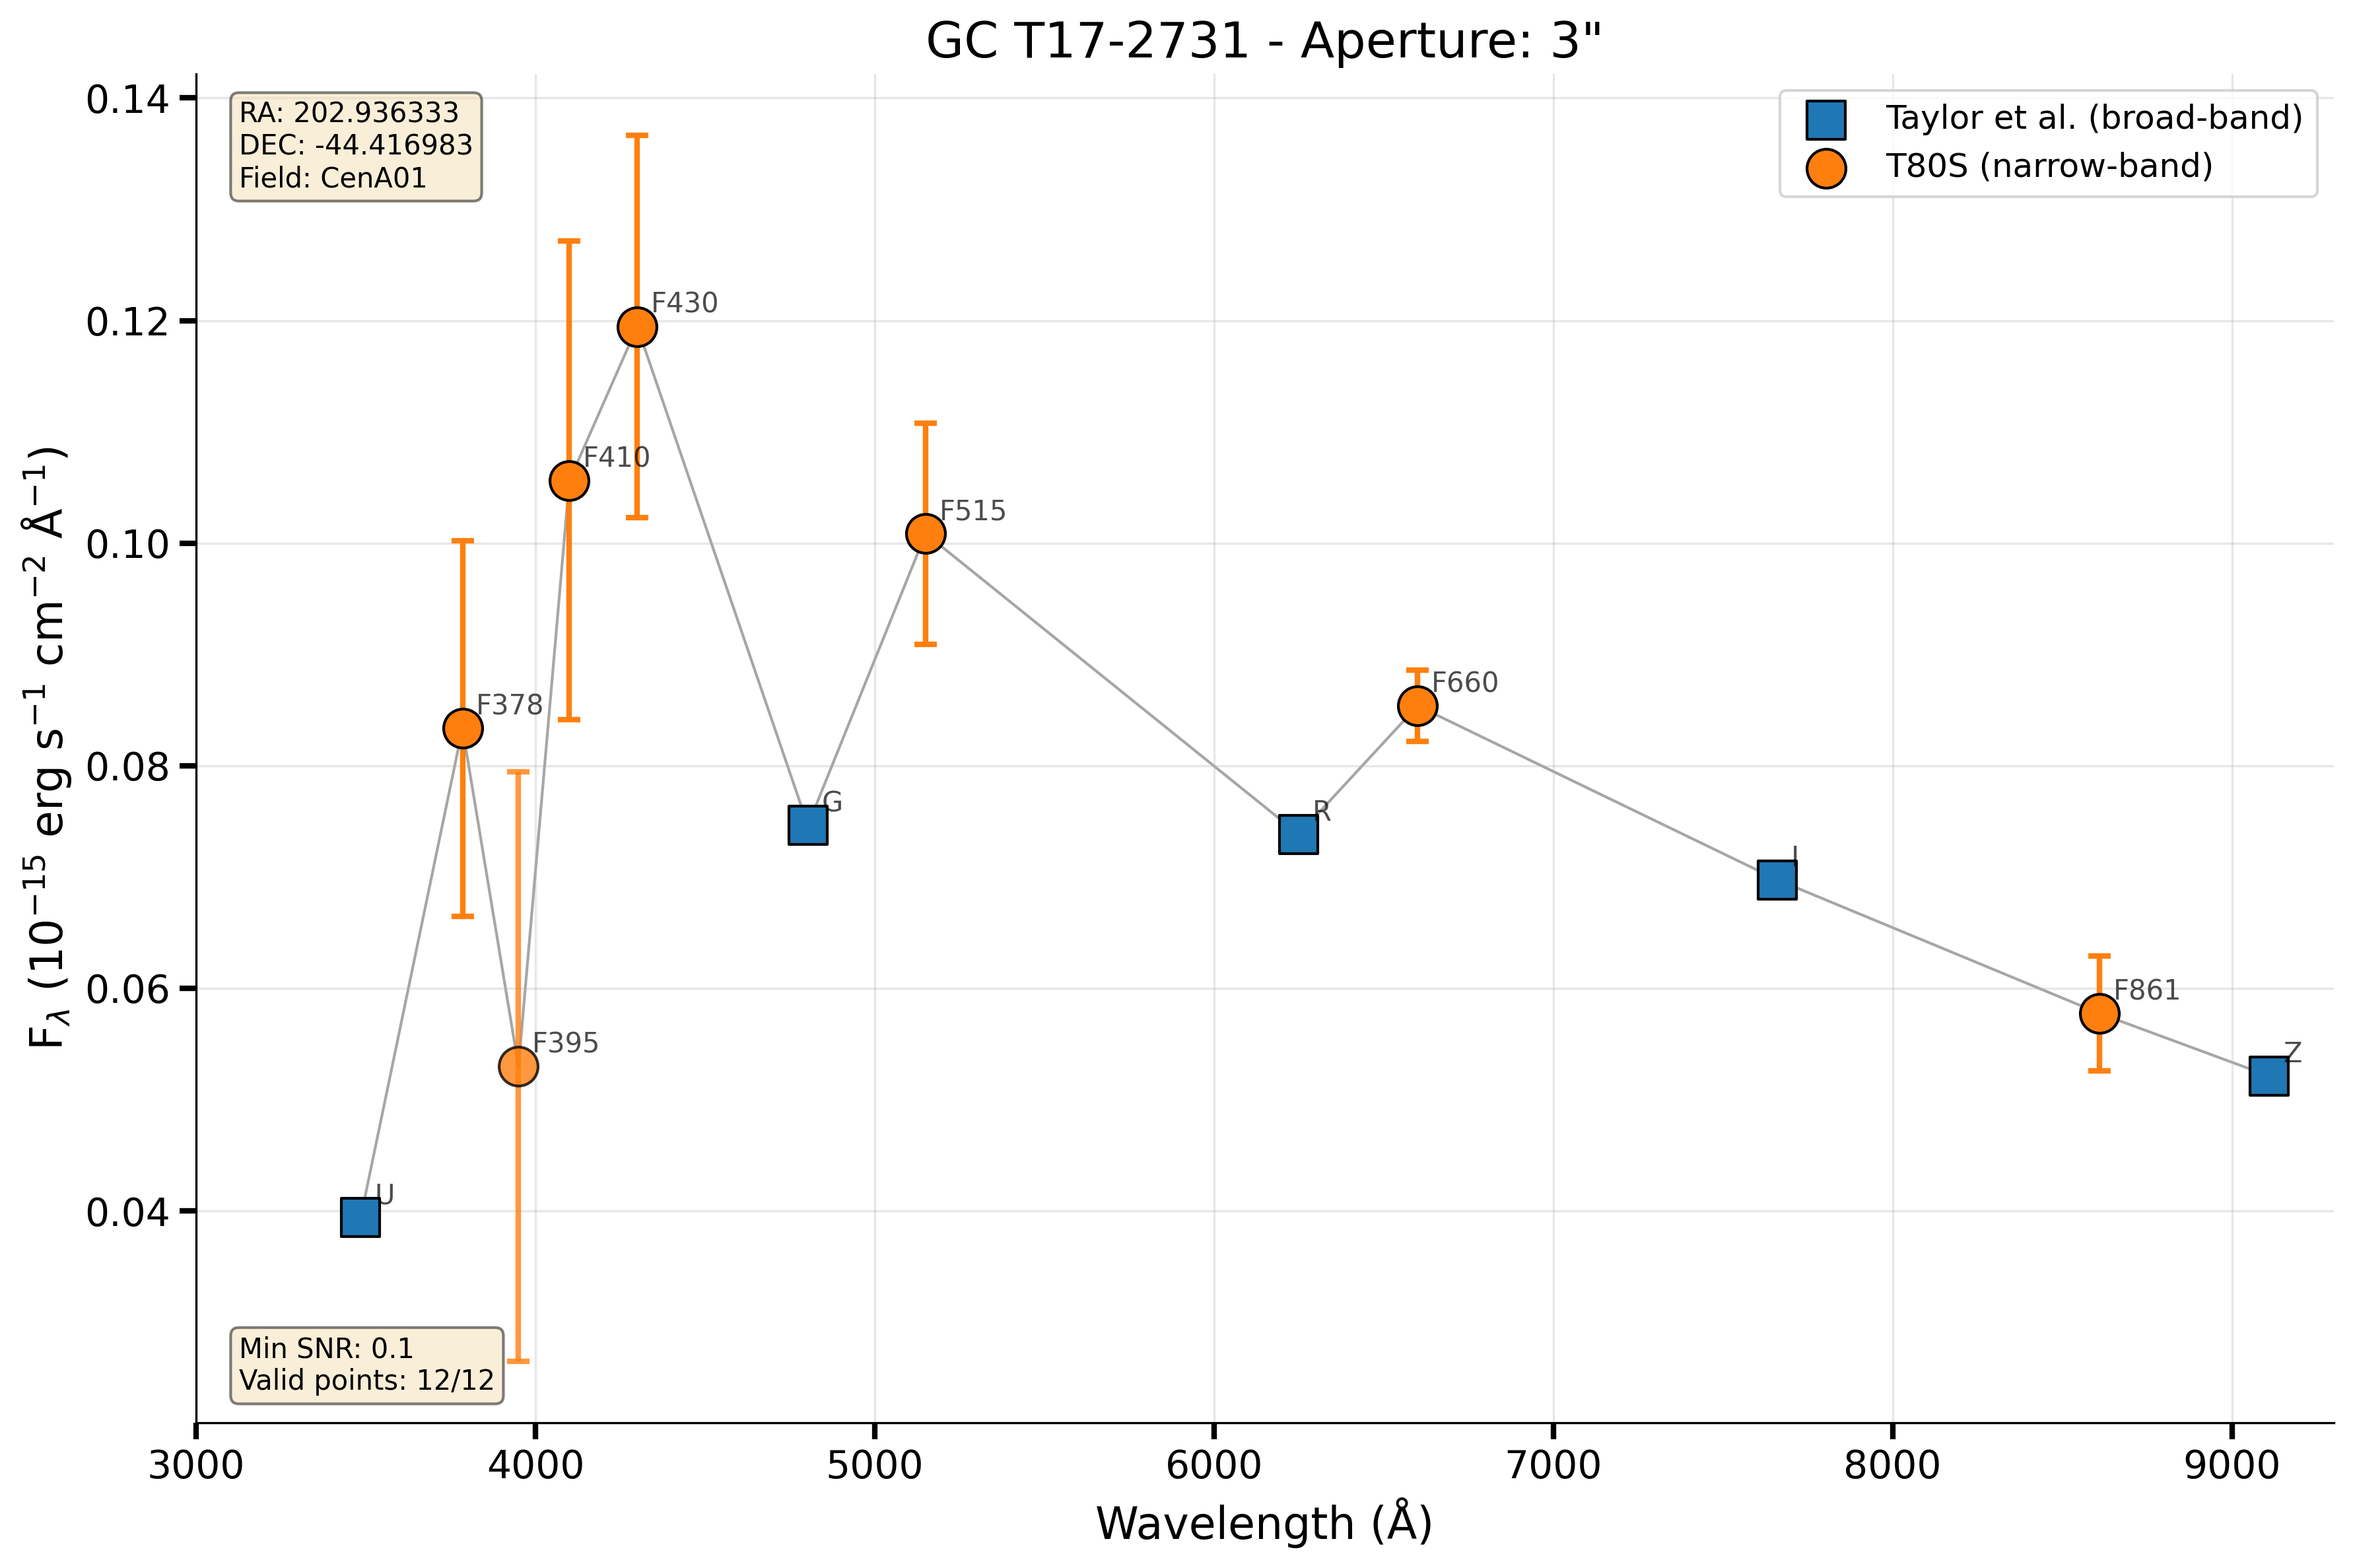 GC T17-2731 - Aperture: 3"
RA: 202.936333
DEC: -44.416983
Field: CenA01
Taylor et al. (broad-band)
T80S (narrow-band)
0.14
0.12
0.10
0.08
0.06
0.04
F430
F410
F515
F378
F660
G
R
I
F395
F861
Z
U
Min SNR: 0.1
Valid points: 12/12
3000
4000
5000
6000
7000
8000
9000
Wavelength (Å)
Fλ (10⁻¹⁵ erg s⁻¹ cm⁻² Å⁻¹)